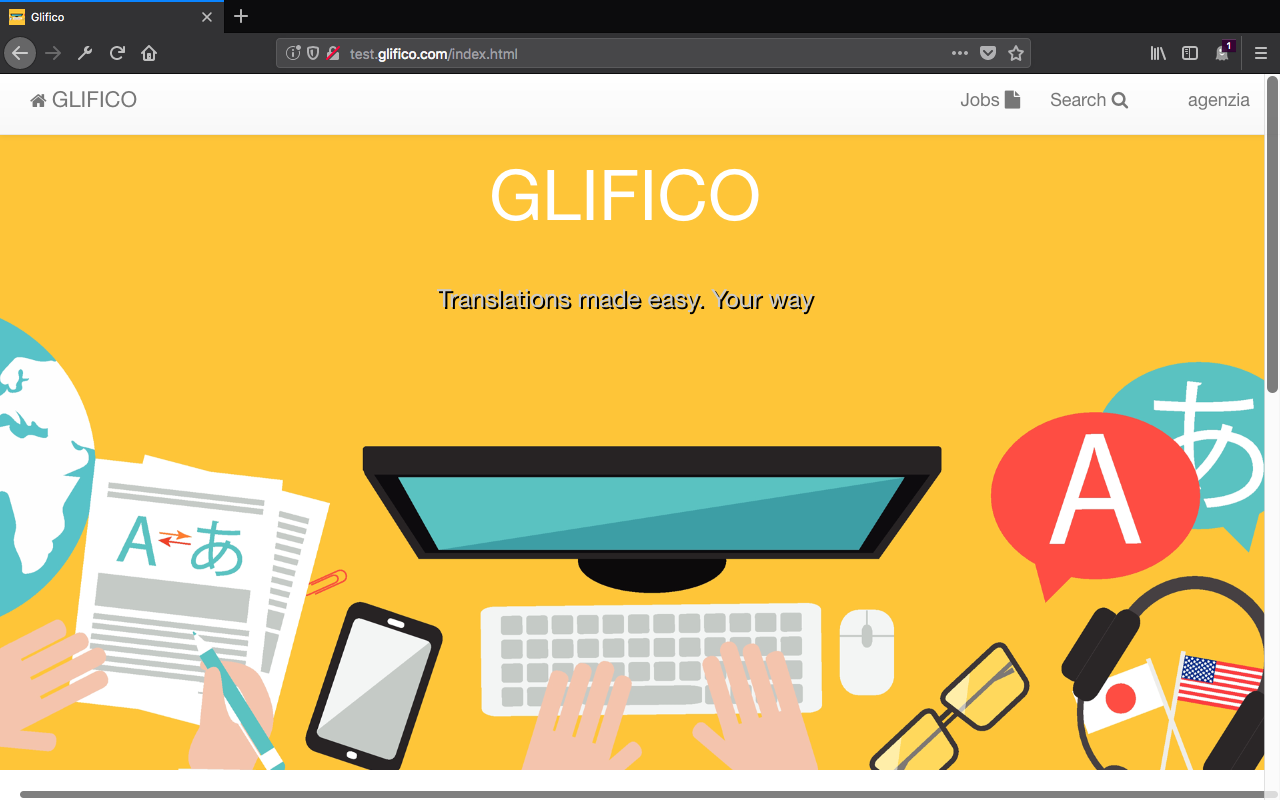 Glifico
1
test.glifico.com/index.html
GLIFICO
Jobs
Search
agenzia
GLIFICO
Translations made easy. Your way
A あ
あ
A